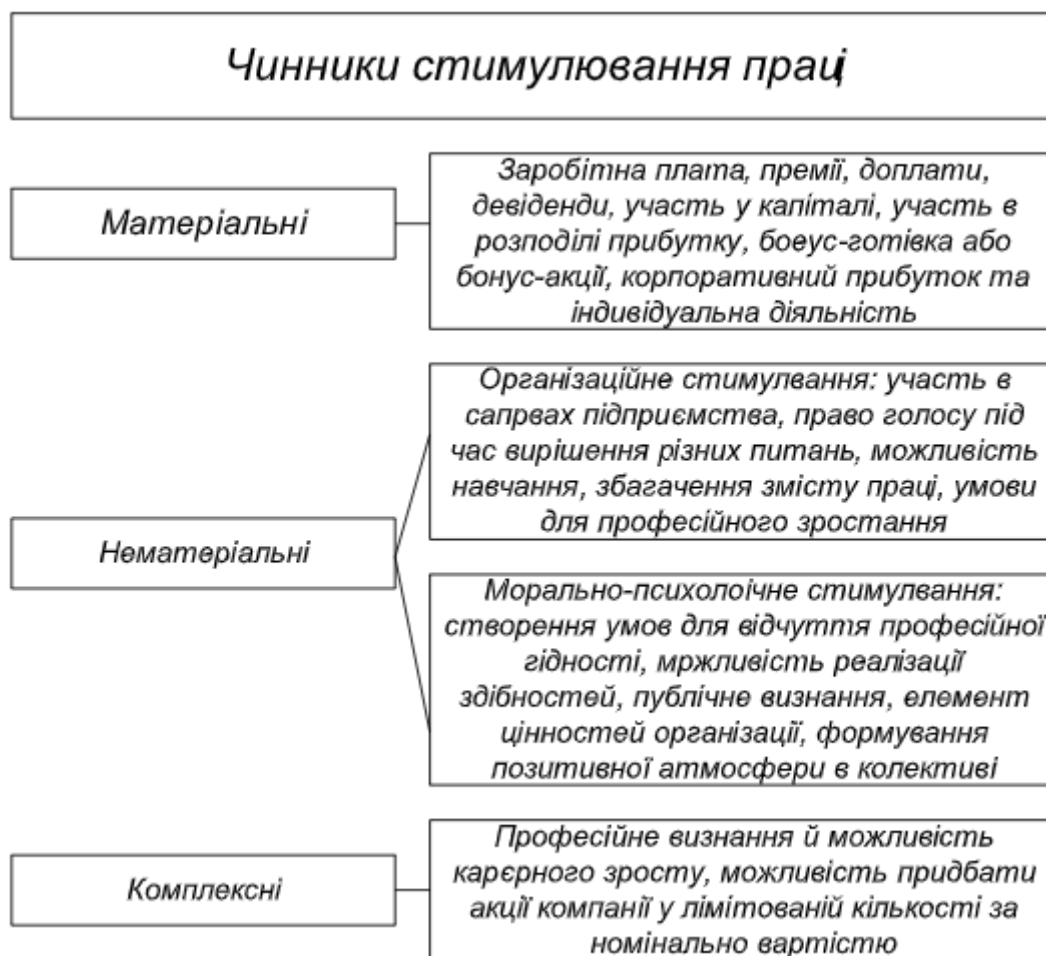 Чинники стимулювання праці
Матеріальні
Заробітна плата, премії, доплати,
девіденди, участь у капіталі, участь в
розподілі прибутку, боеус-готівка або
бонус-акції, корпоративний прибуток та
індивідуальна діяльність
Нематеріальні
Організаційне стимулвання: участь в
сапрвах підприємства, право голосу під
час вирішення різних питань, можливість
навчання, збагачення змісту праці, умови
для професійного зростання
Морально-психолоічне стимулвання:
створення умов для відчуття професійної
гідності, мржливість реалізації
здібностей, публічне визнання, елемент
цінностей організації, формування
позитивної атмосфери в колективі
Комплексні
Професійне визнання й можливість
карєрного зросту, можливість придбати
акції компанії у лімітованій кількості за
номінально вартістю